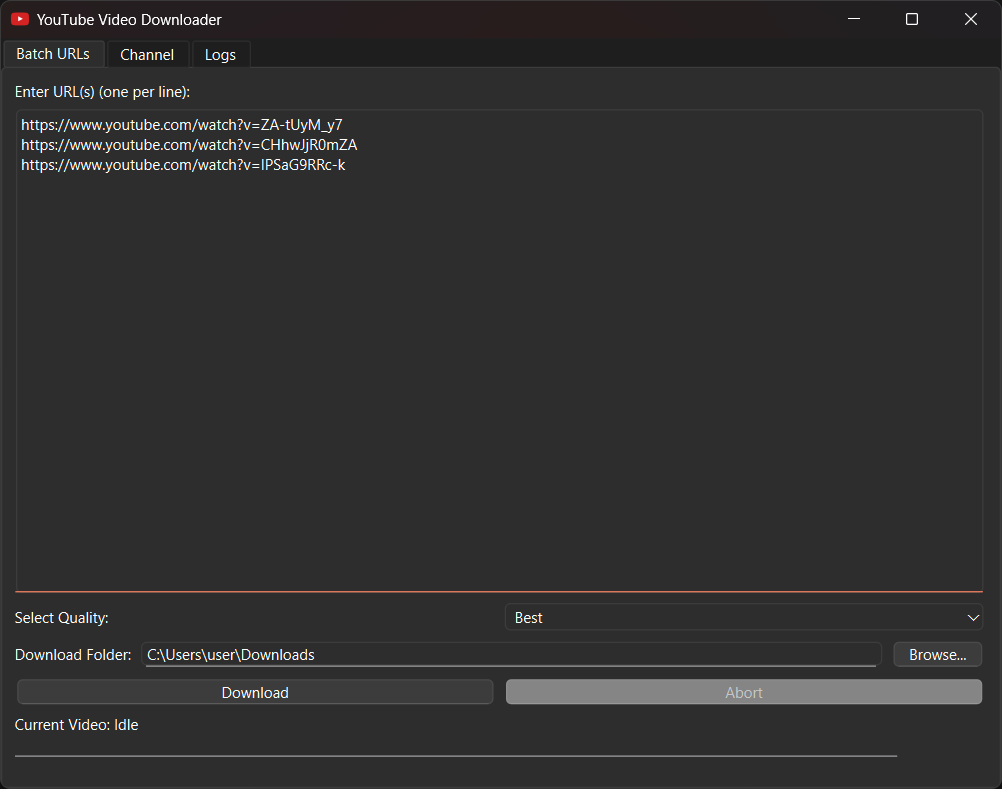 YouTube Video Downloader
Batch URLs Channel Logs
Enter URL(s) (one per line):
https://www.youtube.com/watch?v=ZA-tUyM_y7
https://www.youtube.com/watch?v=CHhwJjR0mZA
https://www.youtube.com/watch?v=IPSaG9RRc-k
Select Quality: Best
Download Folder: C:\Users\user\Downloads Browse...
Download Abort
Current Video: Idle